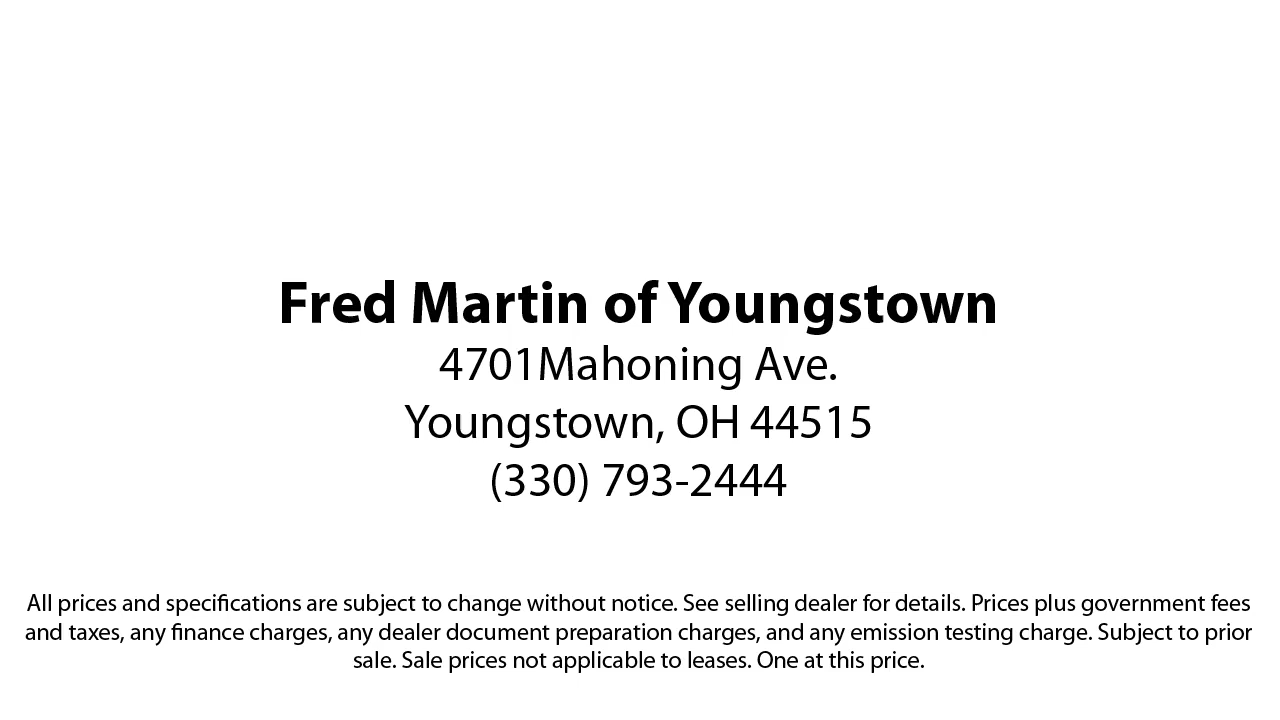 Fred Martin of Youngstown
4701Mahoning Ave.
Youngstown, OH 44515
(330) 793-2444
All prices and specifications are subject to change without notice. See selling dealer for details. Prices plus government fees
and taxes, any finance charges, any dealer document preparation charges, and any emission testing charge. Subject to prior
sale. Sale prices not applicable to leases. One at this price.